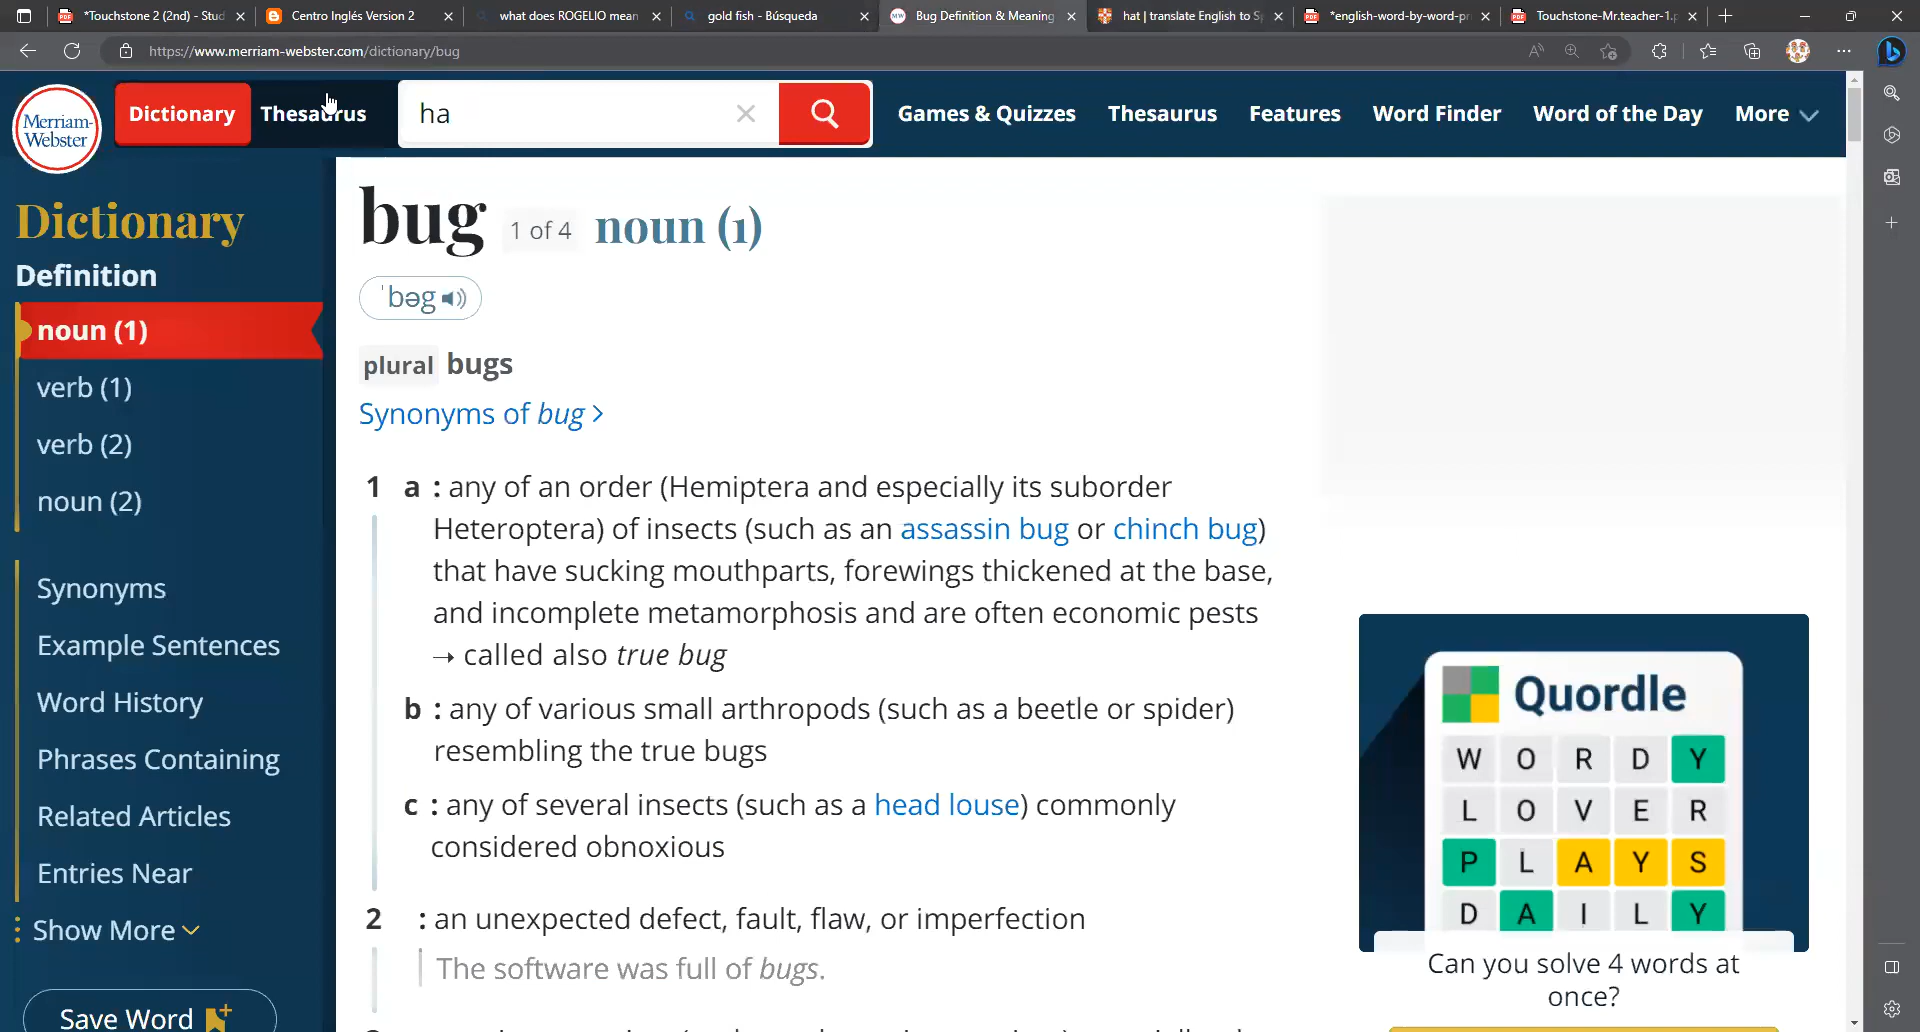 *Touchstone 2 (2nd) - Stud
Centro Inglés Version 2
what does ROGELIO mean
gold fish - Búsqueda
Bug Definition & Meaning
hat | translate English to S
*english-word-by-word-pr
Touchstone-Mr.teacher-1.p
https://www.merriam-webster.com/dictionary/bug
Merriam-
Webster
Dictionary
Thesaurus
ha
Games & Quizzes
Thesaurus
Features
Word Finder
Word of the Day
More
Dictionary
Definition
noun (1)
verb (1)
verb (2)
noun (2)
Synonyms
Example Sentences
Word History
Phrases Containing
Related Articles
Entries Near
Show More
Save Word
bug 1 of 4 noun (1)
ˈbəg
plural bugs
Synonyms of bug >
1 a : any of an order (Hemiptera and especially its suborder
Heteroptera) of insects (such as an assassin bug or chinch bug)
that have sucking mouthparts, forewings thickened at the base,
and incomplete metamorphosis and are often economic pests
→ called also true bug
b : any of various small arthropods (such as a beetle or spider)
resembling the true bugs
c : any of several insects (such as a head louse) commonly
considered obnoxious
2 : an unexpected defect, fault, flaw, or imperfection
The software was full of bugs.
Quordle
W O R D Y
L O V E R
P L A Y S
D A I L Y
Can you solve 4 words at
once?